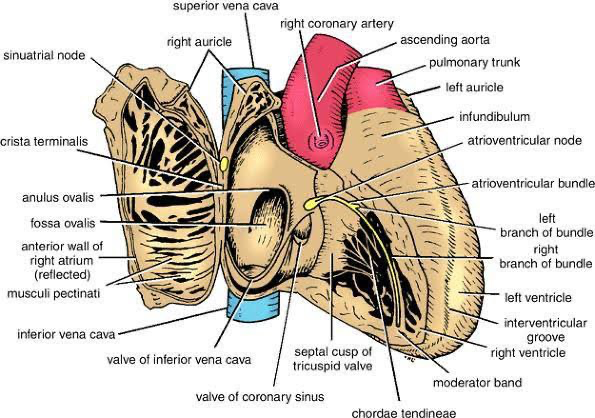 superior vena cava
right coronary artery
right auricle
ascending aorta
sinuatrial node
pulmonary trunk
left auricle
infundibulum
crista terminalis
atrioventricular node
anulus ovalis
atrioventricular bundle
fossa ovalis
left
branch of bundle
anterior wall of
right atrium
(reflected)
right
branch of bundle
musculi pectinati
left ventricle
inferior vena cava
interventricular
groove
valve of inferior vena cava
septal cusp of
tricuspid valve
right ventricle
moderator band
valve of coronary sinus
chordae tendineae